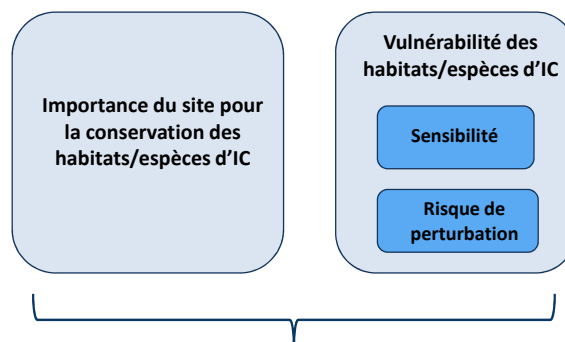 Importance du site pour
la conservation des
habitats/espèces d’IC
Vulnérabilité des
habitats/espèces d’IC
Sensibilité
Risque de
perturbation